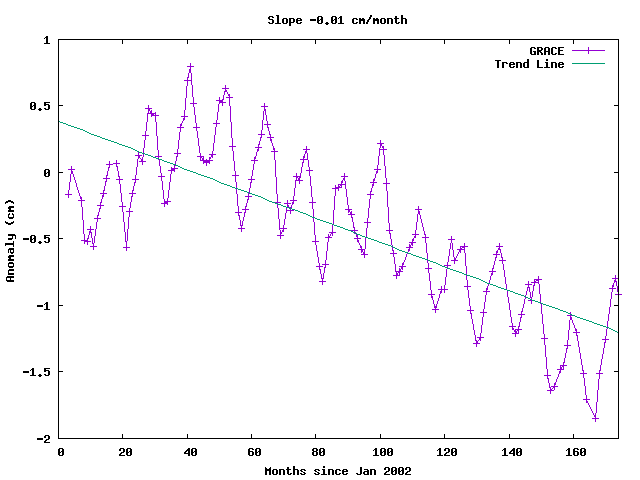 Slope -0.01 cm/month
GRACE
Trend Line
1
0.5
0
-0.5
-1
-1.5
-2
Anomaly (cm)
0 20 40 60 80 100 120 140 160
Months since Jan 2002